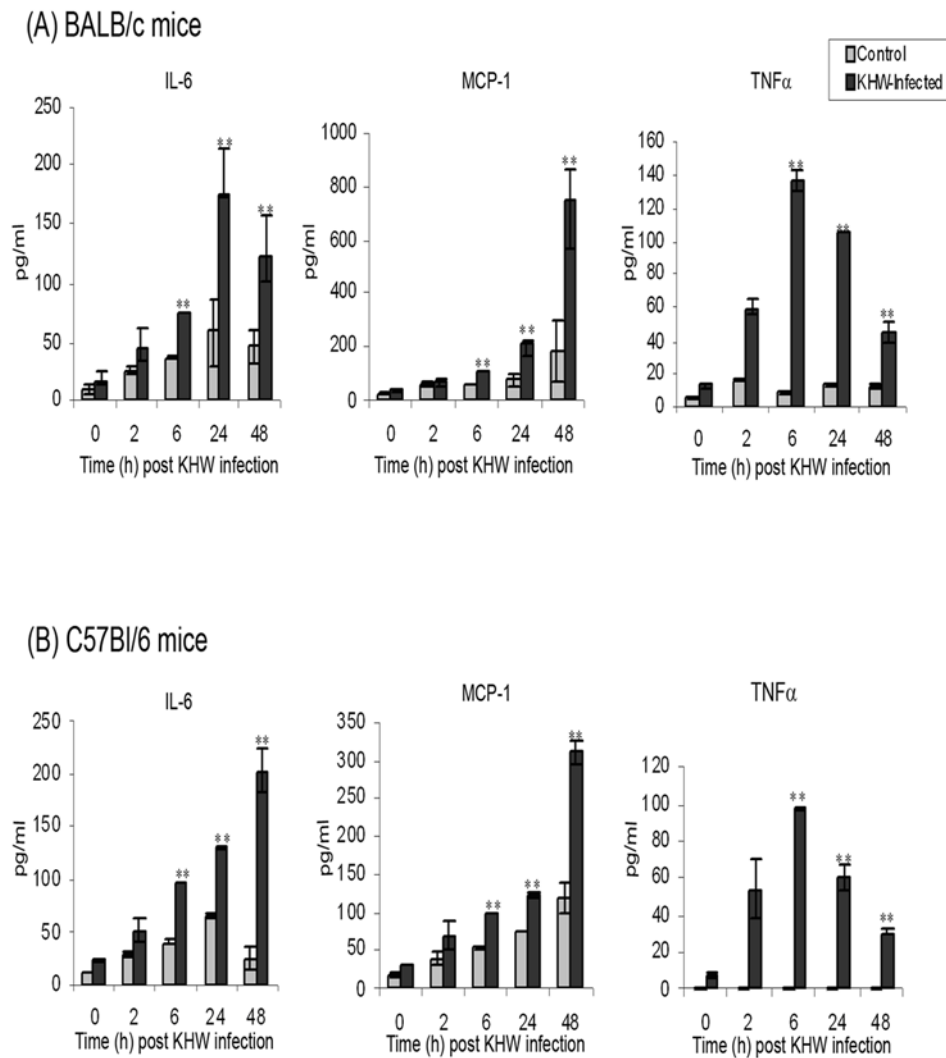 (A) BALB/c mice
Control
KHW-Infected
IL-6
MCP-1
TNFα
250
200
150
100
50
0
pg/ml
**
**
**
0 2 6 24 48
Time (h) post KHW infection
1000
800
600
400
200
0
pg/ml
**
**
**
0 2 6 24 48
Time (h) post KHW infection
160
140
120
100
80
60
40
20
0
pg/ml
**
**
**
0 2 6 24 48
Time (h) post KHW infection
(B) C57Bl/6 mice
IL-6
MCP-1
TNFα
250
200
150
100
50
0
pg/ml
**
**
**
0 2 6 24 48
Time (h) post KHW infection
350
300
250
200
150
100
50
0
pg/ml
**
**
**
0 2 6 24 48
Time (h) post KHW infection
120
100
80
60
40
20
0
pg/ml
**
**
**
0 2 6 24 48
Time (h) post KHW infection